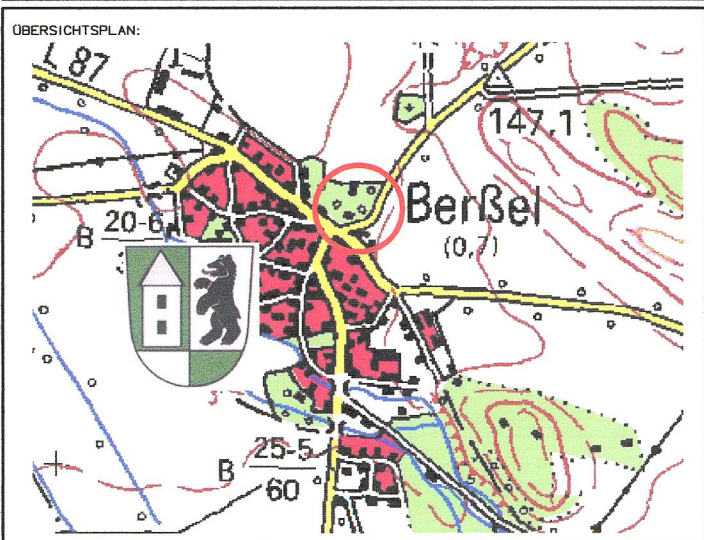 ÜBERSICHTSPLAN:
L 87
147,1
Berßel
(0,7)
B 20-6
B 25-5
60